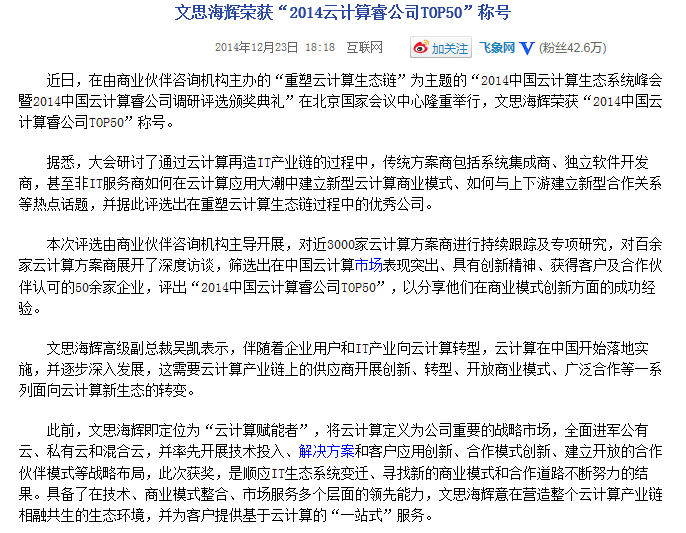 文思海辉荣获“2014云计算睿公司TOP50”称号
2014年12月23日 18:18 互联网 加关注 飞象网 V (粉丝42.6万)
近日，在由商业伙伴咨询机构主办的“重塑云计算生态链”为主题的“2014中国云计算生态系统峰会
暨2014中国云计算睿公司调研评选颁奖典礼”在北京国家会议中心隆重举行，文思海辉荣获“2014中国云
计算睿公司TOP50”称号。
据悉，大会研讨了通过云计算再造IT产业链的过程中，传统方案商包括系统集成商、独立软件开发
商，甚至非IT服务商如何在云计算应用大潮中建立新型云计算商业模式、如何与上下游建立新型合作关系
等热点话题，并据此评选出在重塑云计算生态链过程中的优秀公司。
本次评选由商业伙伴咨询机构主导开展，对近3000家云计算方案商进行持续跟踪及专项研究，对百余
家云计算方案商展开了深度访谈，筛选出在中国云计算市场表现突出、具有创新精神、获得客户及合作伙
伴认可的50余家企业，评出“2014中国云计算睿公司TOP50”，以分享他们在商业模式创新方面的成功经
验。
文思海辉高级副总裁吴凯表示，伴随着企业用户和IT产业向云计算转型，云计算在中国开始落地实
施，并逐步深入发展，这需要云计算产业链上的供应商开展创新、转型、开放商业模式、广泛合作等一系
列面向云计算新生态的转变。
此前，文思海辉即定位为“云计算赋能者”，将云计算定义为公司重要的战略市场，全面进军公有
云、私有云和混合云，并率先开展技术投入、解决方案和客户应用创新、合作模式创新、建立开放的合作
伙伴模式等战略布局，此次获奖，是顺应IT生态系统变迁、寻找新的商业模式和合作道路不断努力的结
果。具备了在技术、商业模式整合、市场服务多个层面的领先能力，文思海辉意在营造整个云计算产业链
相融共生的生态环境，并为客户提供基于云计算的“一站式”服务。